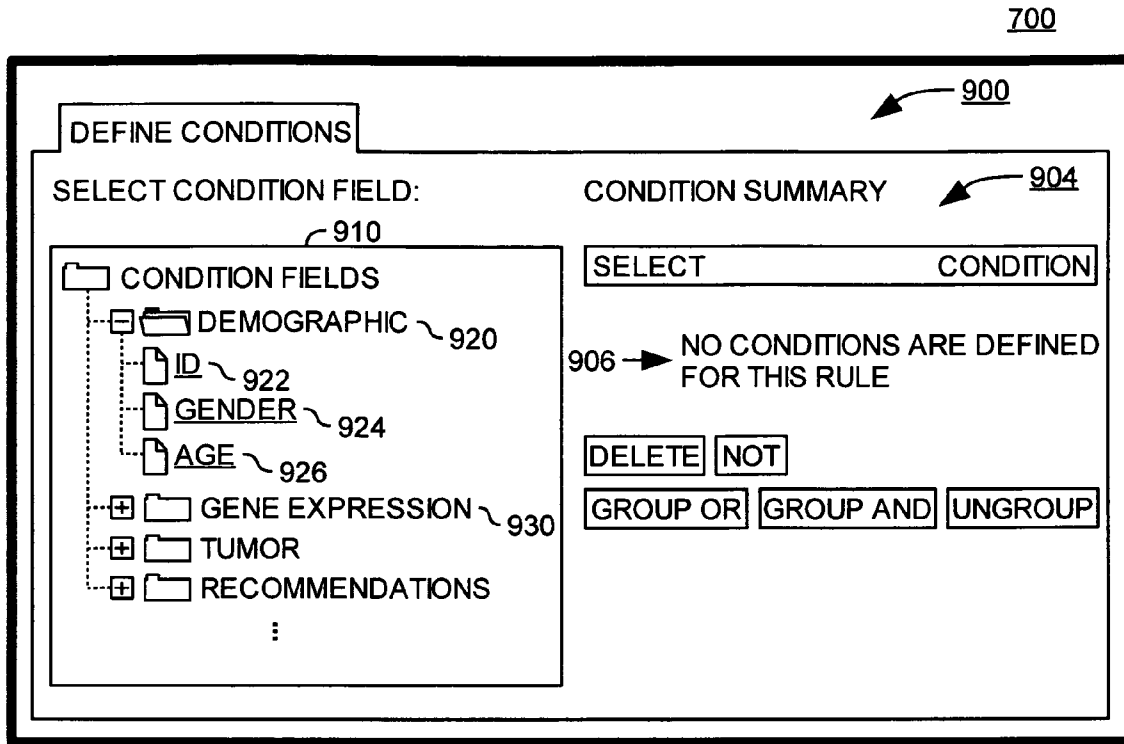 700
900
DEFINE CONDITIONS
SELECT CONDITION FIELD:
910
CONDITION FIELDS
DEMOGRAPHIC 920
ID 922
GENDER 924
AGE 926
GENE EXPRESSION 930
TUMOR
RECOMMENDATIONS
CONDITION SUMMARY 904
SELECT CONDITION
906 NO CONDITIONS ARE DEFINED
FOR THIS RULE
DELETE NOT
GROUP OR GROUP AND UNGROUP